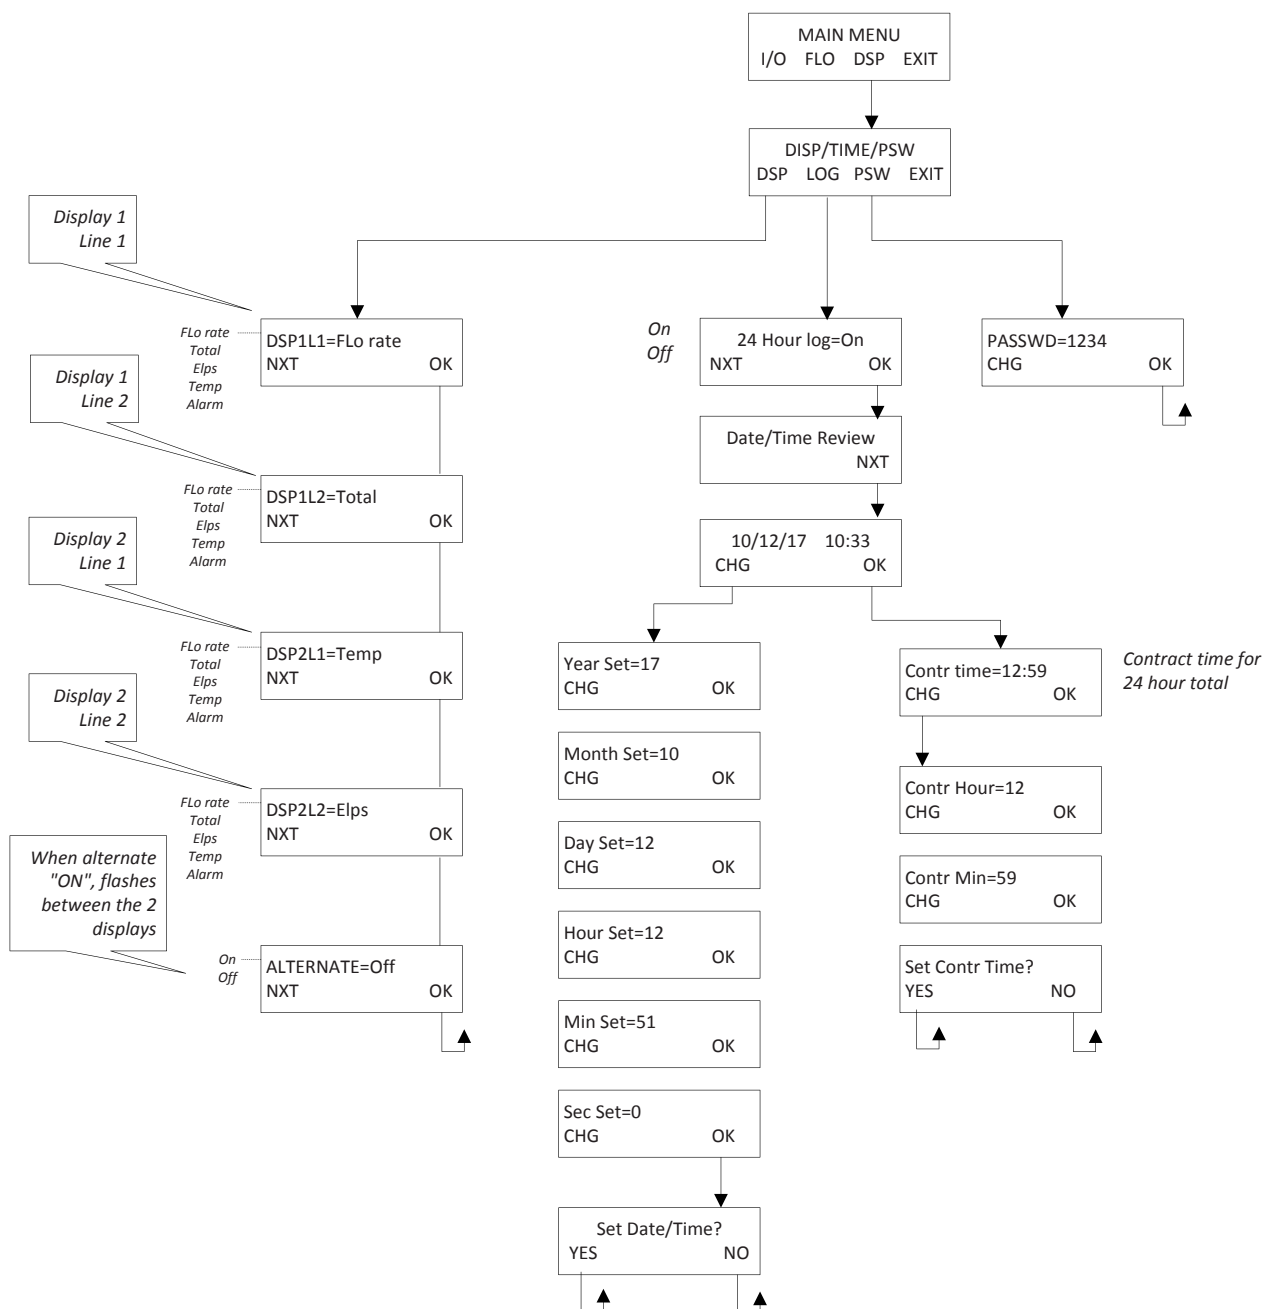 MAIN MENU
I/O FLO DSP EXIT
DISP/TIME/PSW
DSP LOG PSW EXIT
Display 1
Line 1
FLo rate
Total
Elps
Temp
Alarm
DSP1L1=FLo rate
NXT OK
Display 1
Line 2
FLo rate
Total
Elps
Temp
Alarm
DSP1L2=Total
NXT OK
Display 2
Line 1
FLo rate
Total
Elps
Temp
Alarm
DSP2L1=Temp
NXT OK
Display 2
Line 2
FLo rate
Total
Elps
Temp
Alarm
DSP2L2=Elps
NXT OK
When alternate
"ON", flashes
between the 2
displays
On
Off
ALTERNATE=Off
NXT OK
On
Off
24 Hour log=On
NXT OK
Date/Time Review
NXT
10/12/17 10:33
CHG OK
Year Set=17
CHG OK
Month Set=10
CHG OK
Day Set=12
CHG OK
Hour Set=12
CHG OK
Min Set=51
CHG OK
Sec Set=0
CHG OK
Set Date/Time?
YES NO
Contr time=12:59
CHG OK
Contract time for
24 hour total
Contr Hour=12
CHG OK
Contr Min=59
CHG OK
Set Contr Time?
YES NO
PASSWD=1234
CHG OK